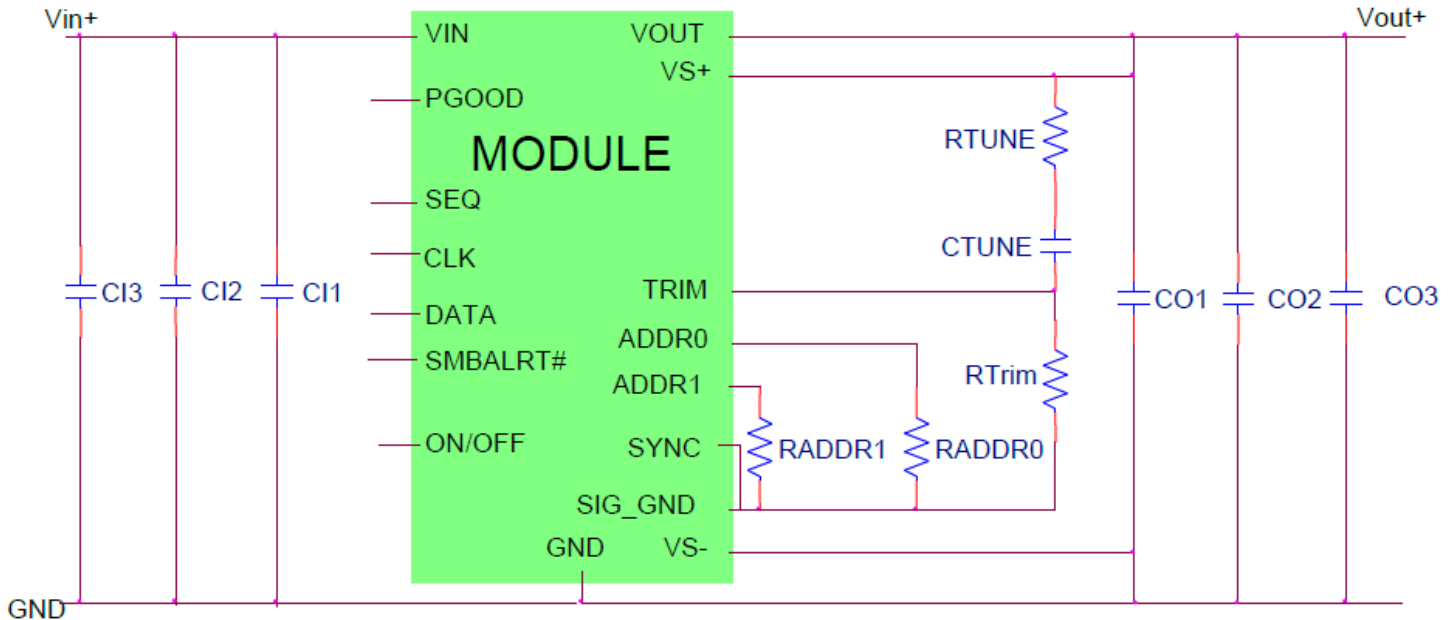 Vin+
Vout+
VIN
VOUT
VS+
PGOOD
RTUNE
MODULE
SEQ
CTUNE
CLK
TRIM
CI3
CI2
CI1
CO1
CO2
CO3
DATA
ADDR0
SMBALRT#
RTrim
ADDR1
ON/OFF
SYNC
RADDR1
RADDR0
SIG_GND
GND
VS-
GND